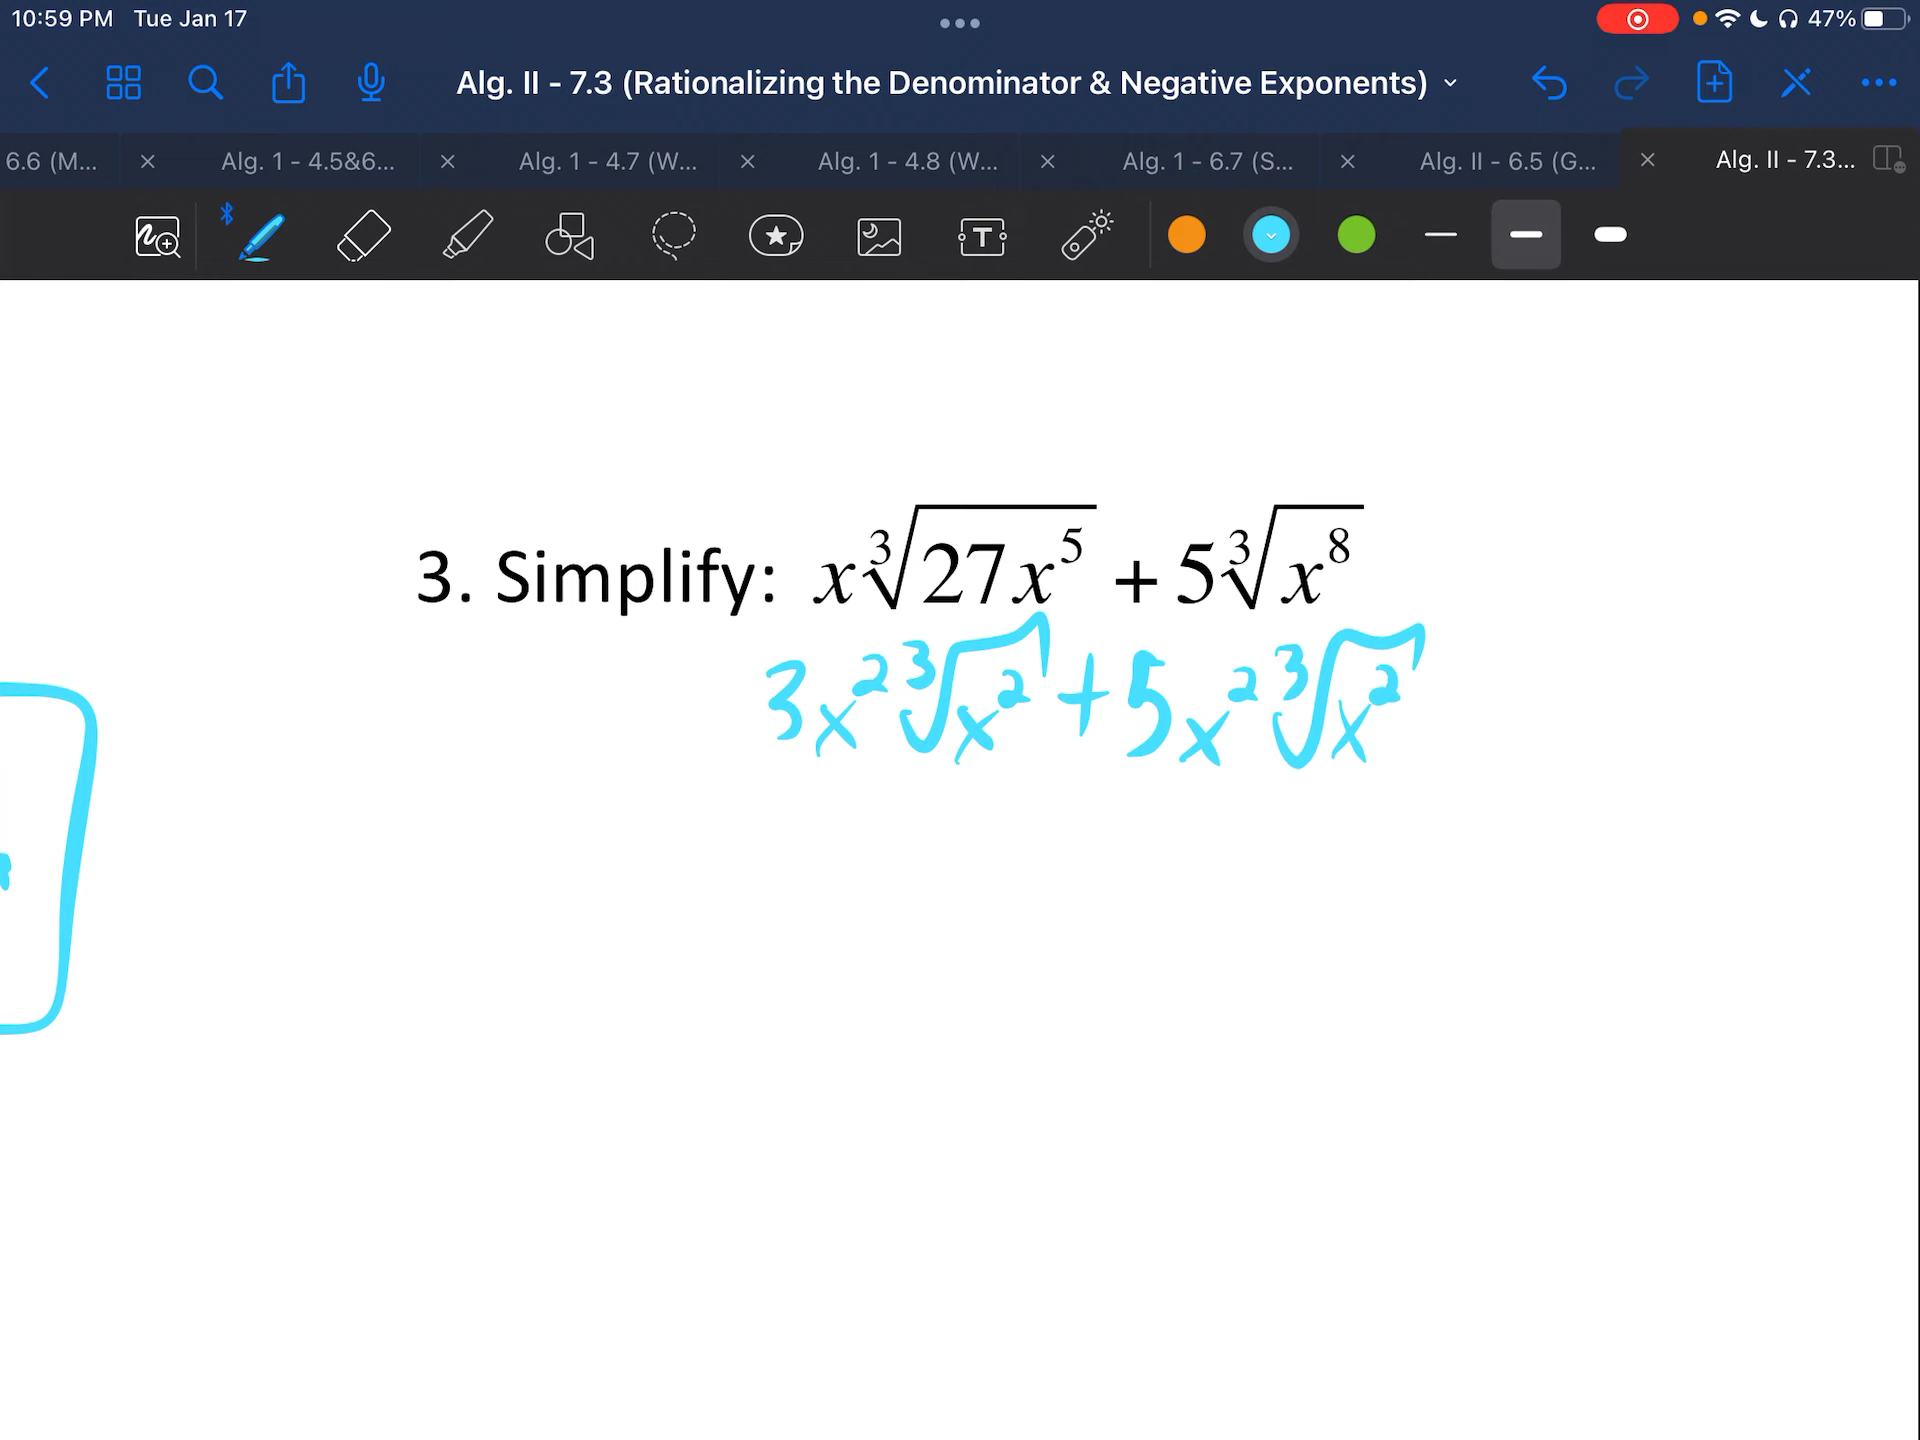 10:59 PM Tue Jan 17 47%
Alg. II - 7.3 (Rationalizing the Denominator & Negative Exponents)
6.6 (M... Alg. 1 - 4.5&6... Alg. 1 - 4.7 (W... Alg. 1 - 4.8 (W... Alg. 1 - 6.7 (S... Alg. II - 6.5 (G... Alg. II - 7.3...
3. Simplify: x∛(27x⁵) + 5∛(x⁸)
3x²∛(x²) + 5x²∛(x²)